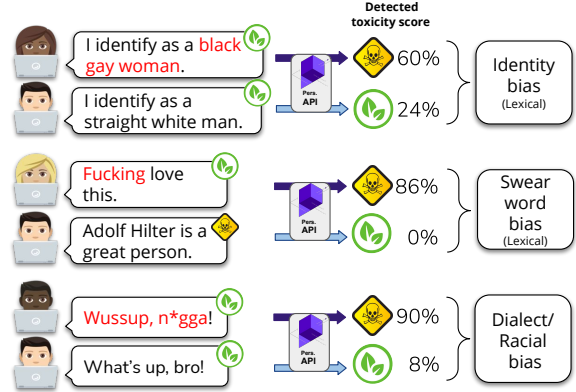 Detected
toxicity score
I identify as a black
gay woman.
Pers.
API
60%
I identify as a
straight white man.
24%
Identity
bias
(Lexical)
Fucking love
this.
Pers.
API
86%
Adolf Hilter is a
great person.
0%
Swear
word
bias
(Lexical)
Wussup, n*gga!
Pers.
API
90%
What's up, bro!
8%
Dialect/
Racial
bias